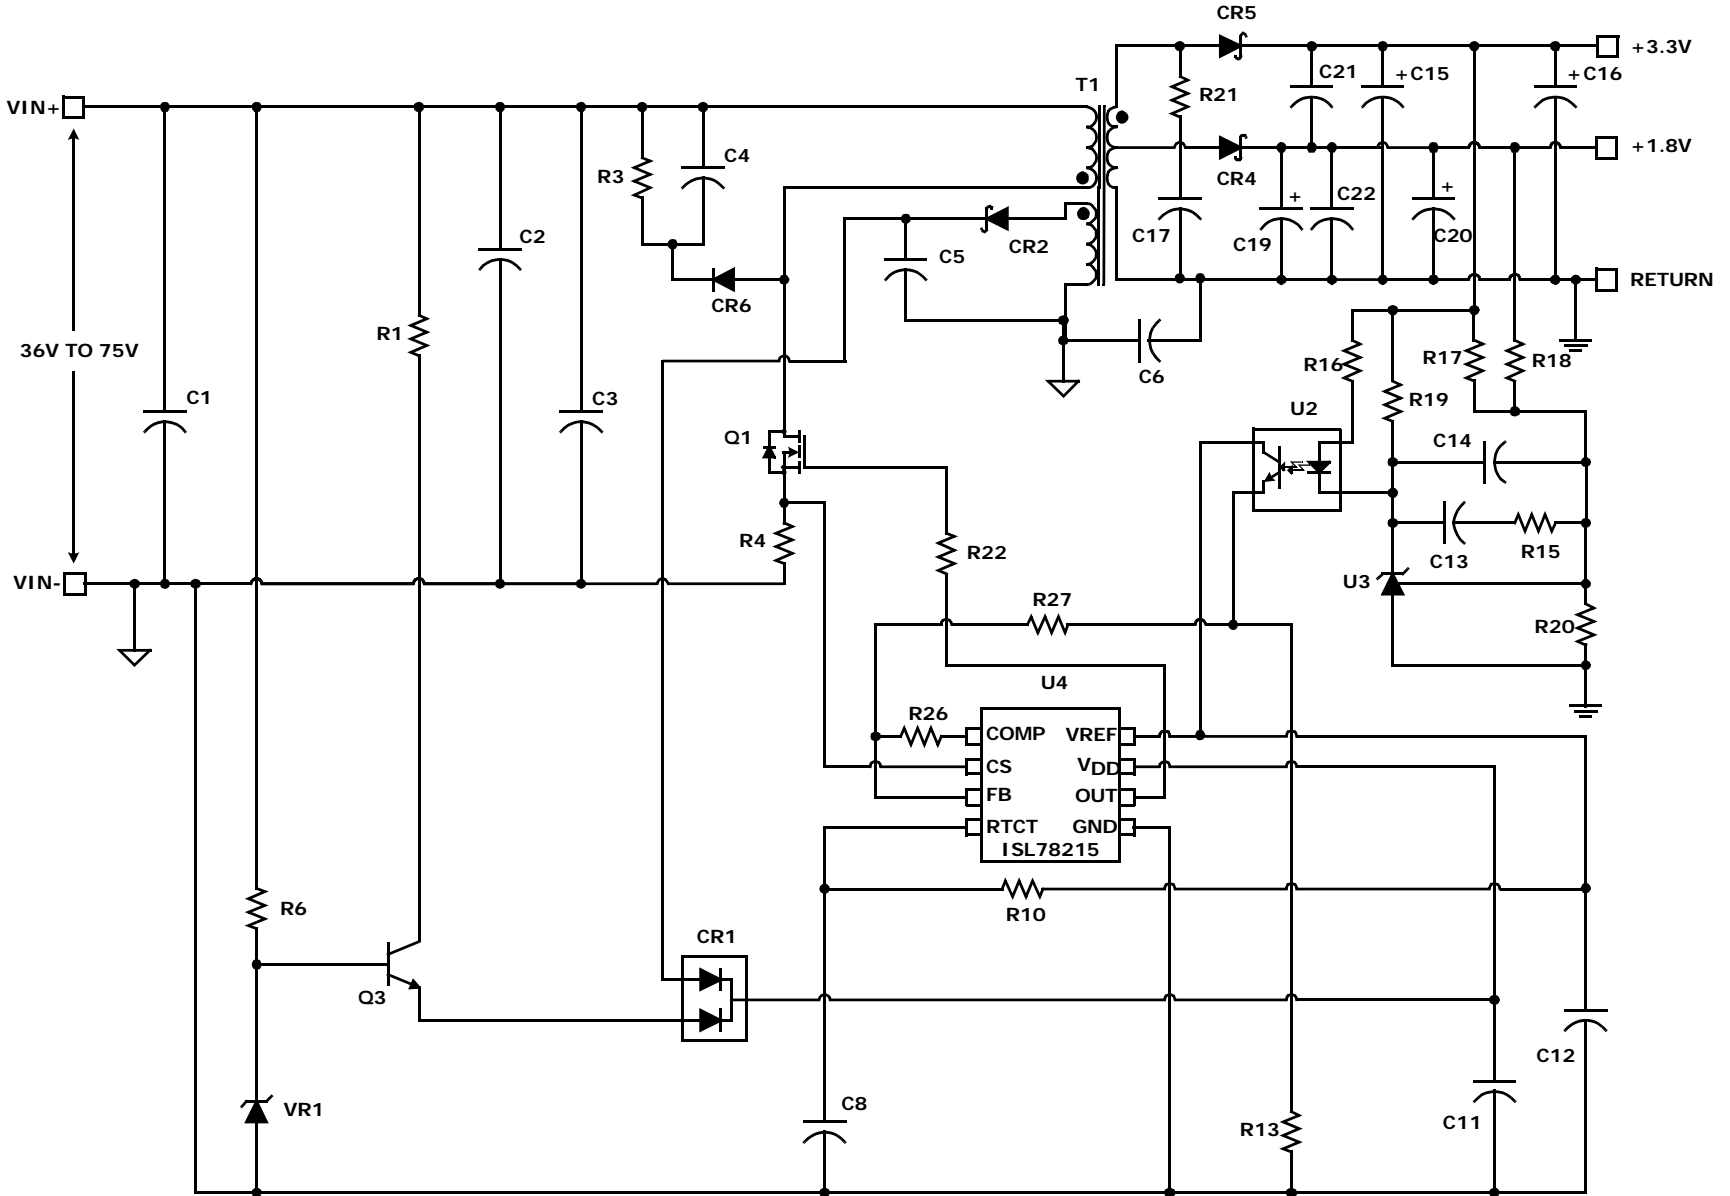 CR5
+3.3V
T1
C21
+C15
+C16
R21
VIN+
+1.8V
C4
R3
CR4
C22
+
+
C17
C19
C20
C2
C5
CR2
RETURN
CR6
R1
36V TO 75V
C6
R16
R17
R18
C1
C3
R19
U2
Q1
C14
R4
R22
C13
R15
VIN-
U3
R27
R20
U4
R26
COMP
VREF
CS
VDD
FB
OUT
RTCT
GND
ISL78215
R6
R10
CR1
Q3
C12
VR1
C8
R13
C11